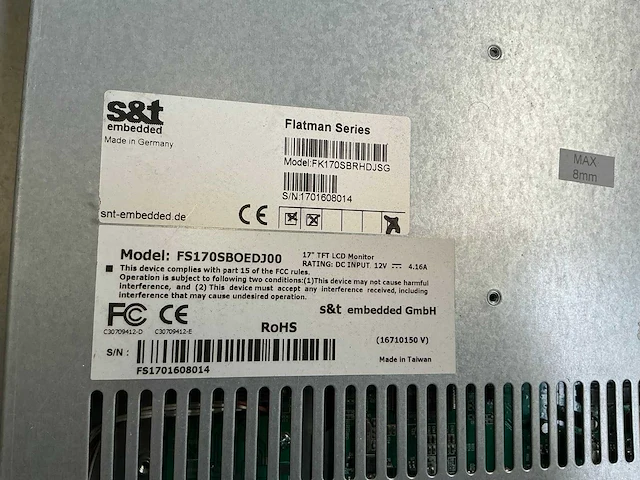 s&t
embedded
Made in Germany
Flatman Series
Model:FK170SBRHDJSG
S/N:1701608014
snt-embedded.de
CE
MAX
8mm
Model: FS170SBOEDJ00
17" TFT LCD Monitor
RATING: DC INPUT 12V ⎓ 4.16A
This device complies with part 15 of the FCC rules.
Operation is subject to following two conditions:(1)This device may not cause harmful
interference, and (2) This device must accept any interference received, including
interference that may cause undesired operation.
FC CE
C30709412-D C30709412-E
RoHS
s&t embedded GmbH
(16710150 V)
S/N :
FS1701608014
Made in Taiwan